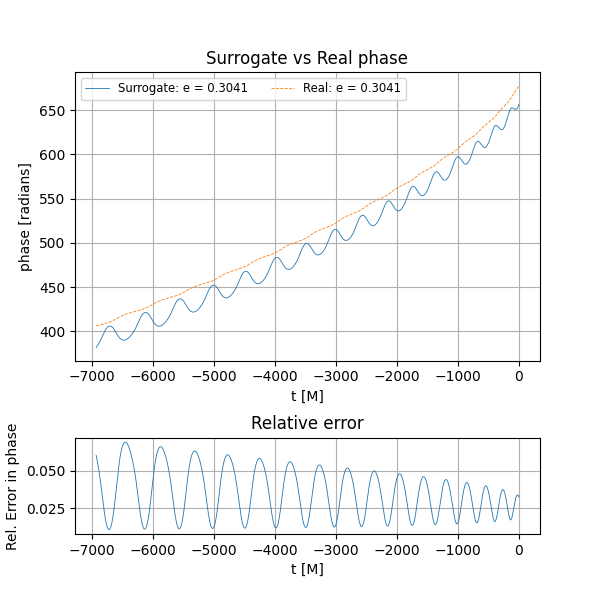 Surrogate vs Real phase
Surrogate: e = 0.3041 Real: e = 0.3041
650
600
550
500
450
400
phase [radians]
−7000 −6000 −5000 −4000 −3000 −2000 −1000 0
t [M]
Relative error
0.050
0.025
Rel. Error in phase
−7000 −6000 −5000 −4000 −3000 −2000 −1000 0
t [M]